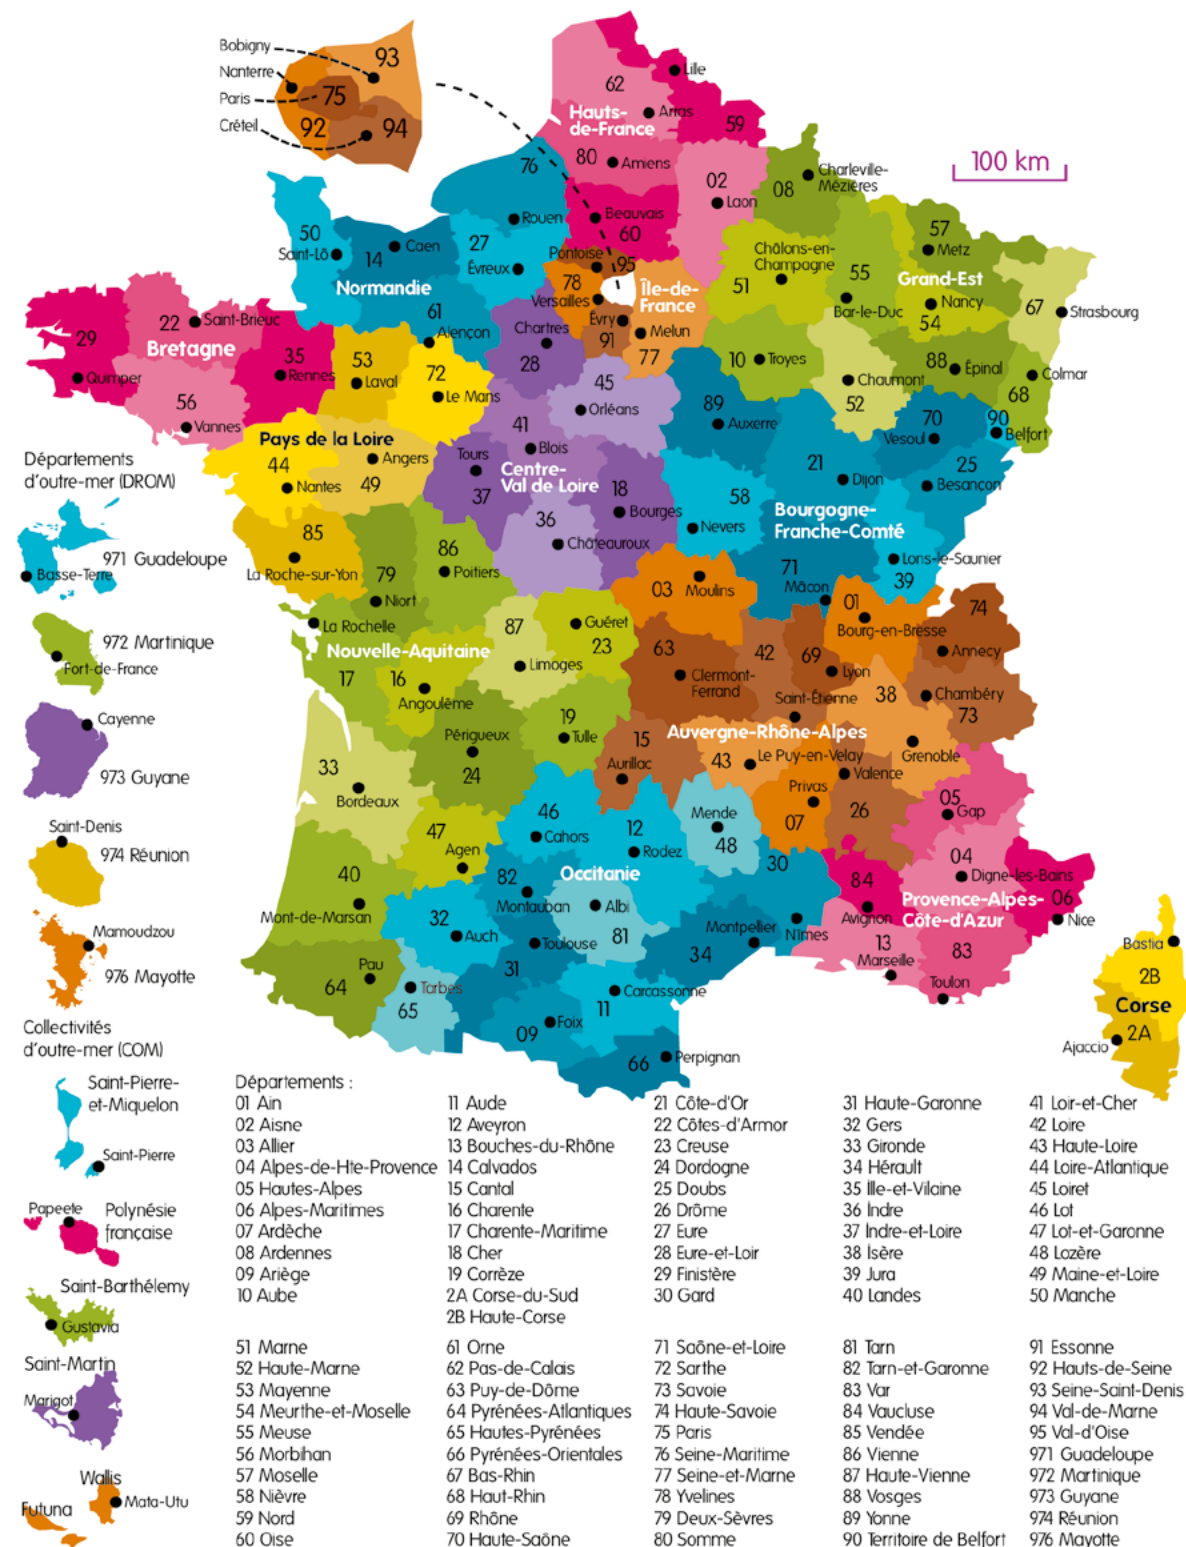 Bobigny
93
Nanterre
Paris
75
Créteil
92
94
Lille
62
Arras
Hauts-
de-France
59
80
Amiens
76
100 km
Charleville-
Mézières
02
08
Laon
Rouen
Beauvais
60
50
Saint-Lô
14
Caen
27
Évreux
Pontoise
95
57
Metz
Châlons-en-
Champagne
55
Grand-Est
51
Normandie
78
Versailles
Île-de-
France
Bar-le-Duc
Nancy
54
67
Strasbourg
61
Alençon
Évry
91
Melun
77
22
Saint-Brieuc
29
Bretagne
35
Rennes
Quimper
53
Laval
72
Le Mans
Chartres
28
45
Orléans
10
Troyes
Chaumont
52
88
Épinal
Colmar
68
56
Vannes
41
Blois
89
Auxerre
70
Vesoul
90
Belfort
Pays de la Loire
44
Nantes
Angers
49
Tours
37
Centre-
Val de Loire
18
Bourges
58
Nevers
21
Dijon
25
Besançon
Bourgogne-
Franche-Comté
Départements
d'outre-mer (DROM)
971 Guadeloupe
Basse-Terre
85
La Roche-sur-Yon
79
Niort
86
Poitiers
36
Châteauroux
71
Mâcon
Lons-le-Saunier
39
03
Moulins
01
Bourg-en-Bresse
74
Annecy
972 Martinique
Fort-de-France
La Rochelle
Nouvelle-Aquitaine
87
Limoges
Guéret
23
63
Clermont-
Ferrand
42
69
Lyon
Saint-Étienne
38
Chambéry
73
17
16
Angoulême
Cayenne
973 Guyane
Périgueux
24
19
Tulle
15
Aurillac
Auvergne-Rhône-Alpes
43
Le Puy-en-Velay
Grenoble
Valence
33
Bordeaux
Privas
07
26
05
Gap
Saint-Denis
974 Réunion
47
Agen
46
Cahors
12
Rodez
Mende
48
30
04
Digne-les-Bains
40
Mont-de-Marsan
Occitanie
82
Montauban
Albi
81
84
Avignon
Provence-Alpes-
Côte-d'Azur
06
Nice
Mamoudzou
976 Mayotte
32
Auch
Toulouse
31
Montpellier
34
Nîmes
13
Marseille
83
Toulon
Bastia
2B
Corse
2A
Ajaccio
Pau
64
Tarbes
65
Carcassonne
11
09
Foix
66
Perpignan
Collectivités
d'outre-mer (COM)
Saint-Pierre-
et-Miquelon
Saint-Pierre
Papeete
Polynésie
française
Saint-Barthélemy
Gustavia
Saint-Martin
Marigot
Wallis
Mata-Utu
Futuna
Départements :
01 Ain
02 Aisne
03 Allier
04 Alpes-de-Hte-Provence
05 Hautes-Alpes
06 Alpes-Maritimes
07 Ardèche
08 Ardennes
09 Ariège
10 Aube
11 Aude
12 Aveyron
13 Bouches-du-Rhône
14 Calvados
15 Cantal
16 Charente
17 Charente-Maritime
18 Cher
19 Corrèze
2A Corse-du-Sud
2B Haute-Corse
21 Côte-d'Or
22 Côtes-d'Armor
23 Creuse
24 Dordogne
25 Doubs
26 Drôme
27 Eure
28 Eure-et-Loir
29 Finistère
30 Gard
31 Haute-Garonne
32 Gers
33 Gironde
34 Hérault
35 Ille-et-Vilaine
36 Indre
37 Indre-et-Loire
38 Isère
39 Jura
40 Landes
41 Loir-et-Cher
42 Loire
43 Haute-Loire
44 Loire-Atlantique
45 Loiret
46 Lot
47 Lot-et-Garonne
48 Lozère
49 Maine-et-Loire
50 Manche
51 Marne
52 Haute-Marne
53 Mayenne
54 Meurthe-et-Moselle
55 Meuse
56 Morbihan
57 Moselle
58 Nièvre
59 Nord
60 Oise
61 Orne
62 Pas-de-Calais
63 Puy-de-Dôme
64 Pyrénées-Atlantiques
65 Hautes-Pyrénées
66 Pyrénées-Orientales
67 Bas-Rhin
68 Haut-Rhin
69 Rhône
70 Haute-Saône
71 Saône-et-Loire
72 Sarthe
73 Savoie
74 Haute-Savoie
75 Paris
76 Seine-Maritime
77 Seine-et-Marne
78 Yvelines
79 Deux-Sèvres
80 Somme
81 Tarn
82 Tarn-et-Garonne
83 Var
84 Vaucluse
85 Vendée
86 Vienne
87 Haute-Vienne
88 Vosges
89 Yonne
90 Territoire de Belfort
91 Essonne
92 Hauts-de-Seine
93 Seine-Saint-Denis
94 Val-de-Marne
95 Val-d'Oise
971 Guadeloupe
972 Martinique
973 Guyane
974 Réunion
976 Mayotte